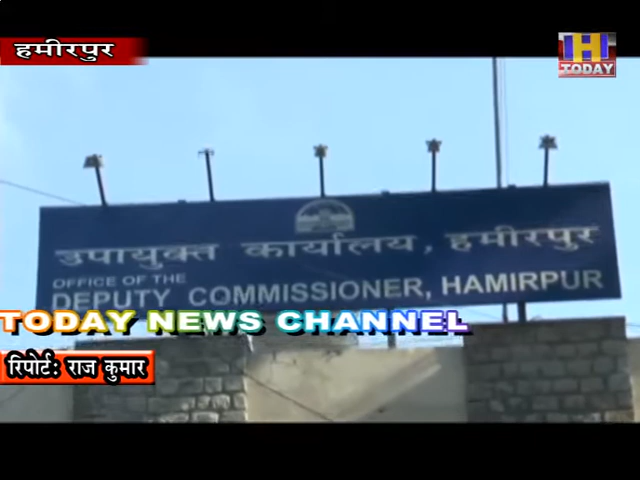 हमीरपुर
H
TODAY
उपायुक्त कार्यालय, हमीरपुर
OFFICE OF THE
DEPUTY COMMISSIONER, HAMIRPUR
TODAY NEWS CHANNEL
रिपोर्ट: राज कुमार